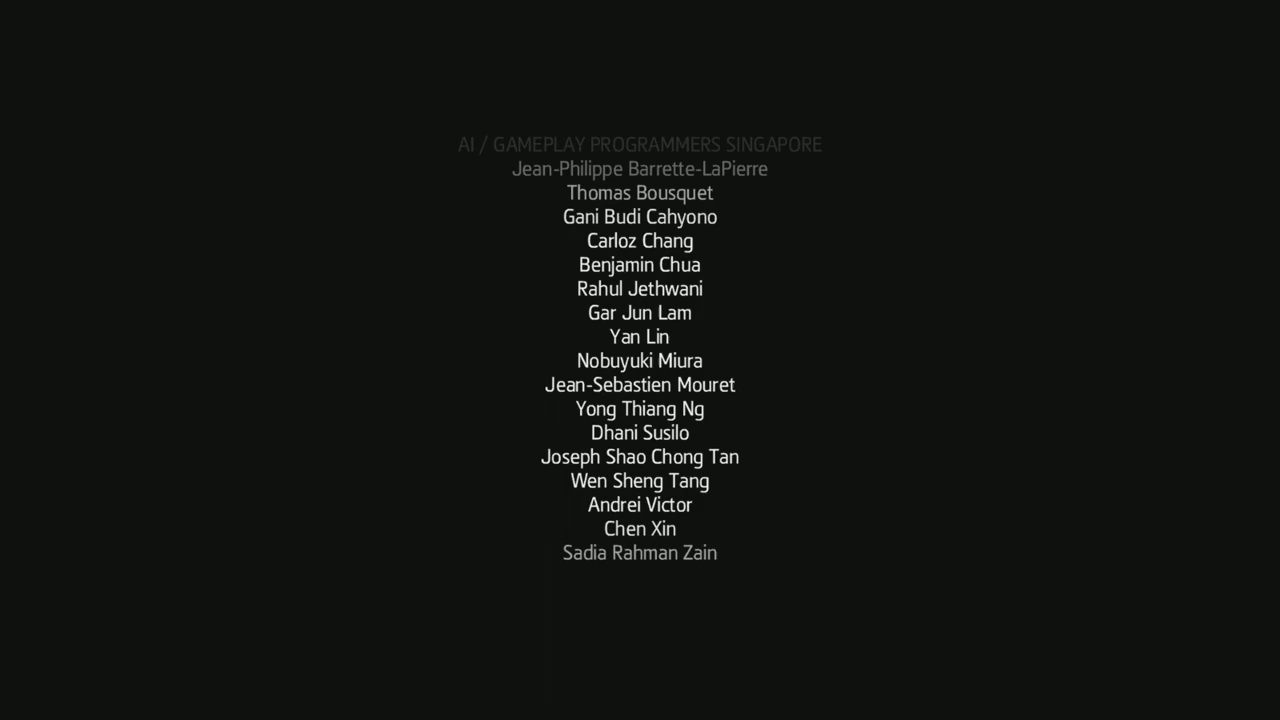 AI / GAMEPLAY PROGRAMMERS SINGAPORE
Jean-Philippe Barrette-LaPierre
Thomas Bousquet
Gani Budi Cahyono
Carloz Chang
Benjamin Chua
Rahul Jethwani
Gar Jun Lam
Yan Lin
Nobuyuki Miura
Jean-Sebastien Mouret
Yong Thiang Ng
Dhani Susilo
Joseph Shao Chong Tan
Wen Sheng Tang
Andrei Victor
Chen Xin
Sadia Rahman Zain